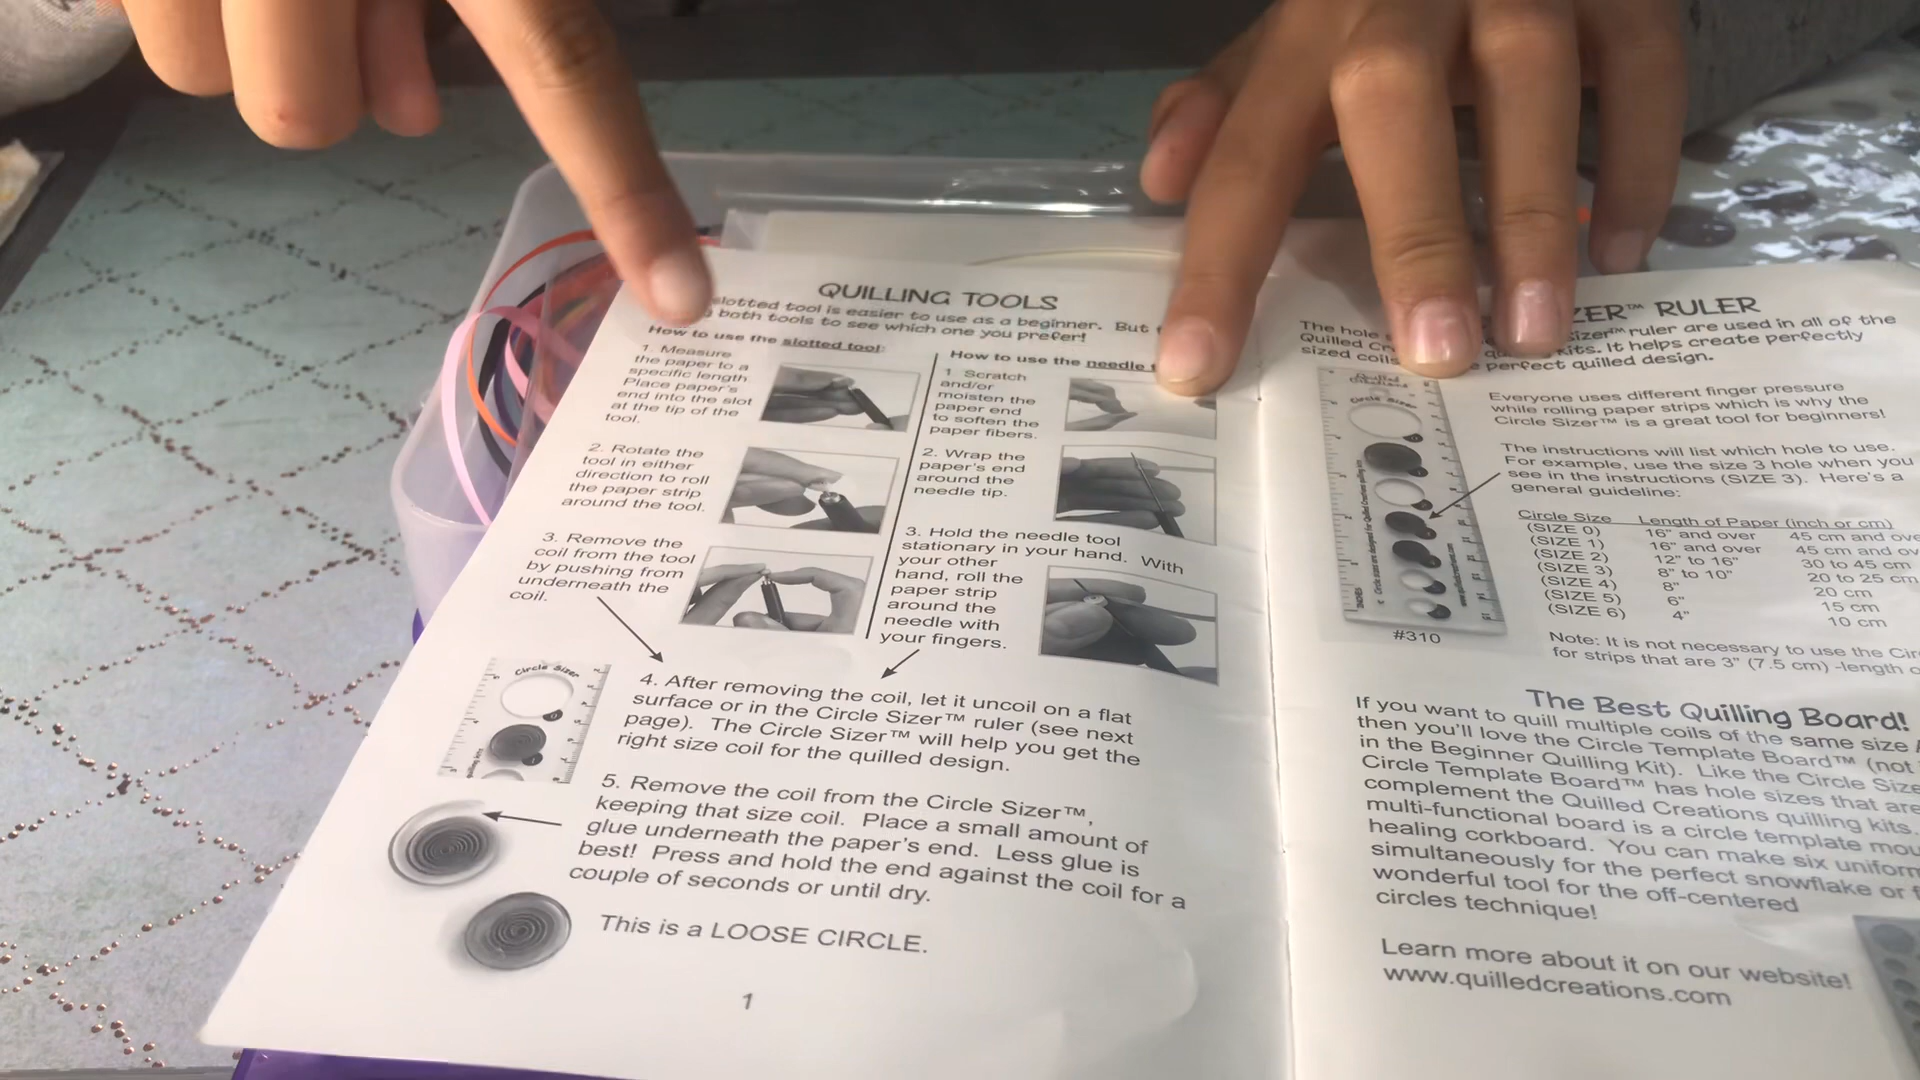 QUILLING TOOLS
slotted tool is easier to use as a beginner. But
both tools to see which one you prefer!
How to use the slotted tool:
1. Measure
the paper to a
specific length.
Place paper's
end into the slot
at the tip of the
tool.
2. Rotate the
tool in either
direction to roll
the paper strip
around the tool.
3. Remove the
coil from the tool
by pushing from
underneath the
coil.
How to use the needle
1. Scratch
and/or
moisten the
paper end
to soften the
paper fibers.
2. Wrap the
paper's end
around the
needle tip.
3. Hold the needle tool
stationary in your hand. With
your other
hand, roll the
paper strip
around the
needle with
your fingers.
Circle Sizer
4. After removing the coil, let it uncoil on a flat
surface or in the Circle Sizer™ ruler (see next
page). The Circle Sizer™ will help you get the
right size coil for the quilled design.
5. Remove the coil from the Circle Sizer™,
keeping that size coil. Place a small amount of
glue underneath the paper's end. Less glue is
best! Press and hold the end against the coil for a
couple of seconds or until dry.
This is a LOOSE CIRCLE.
1
RULER
The hole ruler are used in all of the
Quilled kits. It helps create perfectly
sized coils perfect quilled design.
Quilled Creations
Circle Sizer
INCHES
#310
Everyone uses different finger pressure
while rolling paper strips which is why the
Circle Sizer™ is a great tool for beginners!
The instructions will list which hole to use.
For example, use the size 3 hole when you
see in the instructions (SIZE 3). Here's a
general guideline:
Circle Size Length of Paper (inch or cm)
(SIZE 0) 16" and over 45 cm and
(SIZE 1) 16" and over 45 cm and
(SIZE 2) 12" to 16" 30 to 45 cm
(SIZE 3) 8" to 10" 20 to 25 cm
(SIZE 4) 8" 20 cm
(SIZE 5) 6" 15 cm
(SIZE 6) 4" 10 cm
Note: It is not necessary to use the
for strips that are 3" (7.5 cm) -length
The Best Quilling Board!
If you want to quill multiple coils of the same size
then you'll love the Circle Template Board™ (not
in the Beginner Quilling Kit). Like the Circle
Circle Template Board™ has hole sizes that are
complement the Quilled Creations quilling kits.
multi-functional board is a circle template
healing corkboard. You can make six uniform
simultaneously for the perfect snowflake or
wonderful tool for the off-centered
circles technique!
Learn more about it on our website!
www.quilledcreations.com